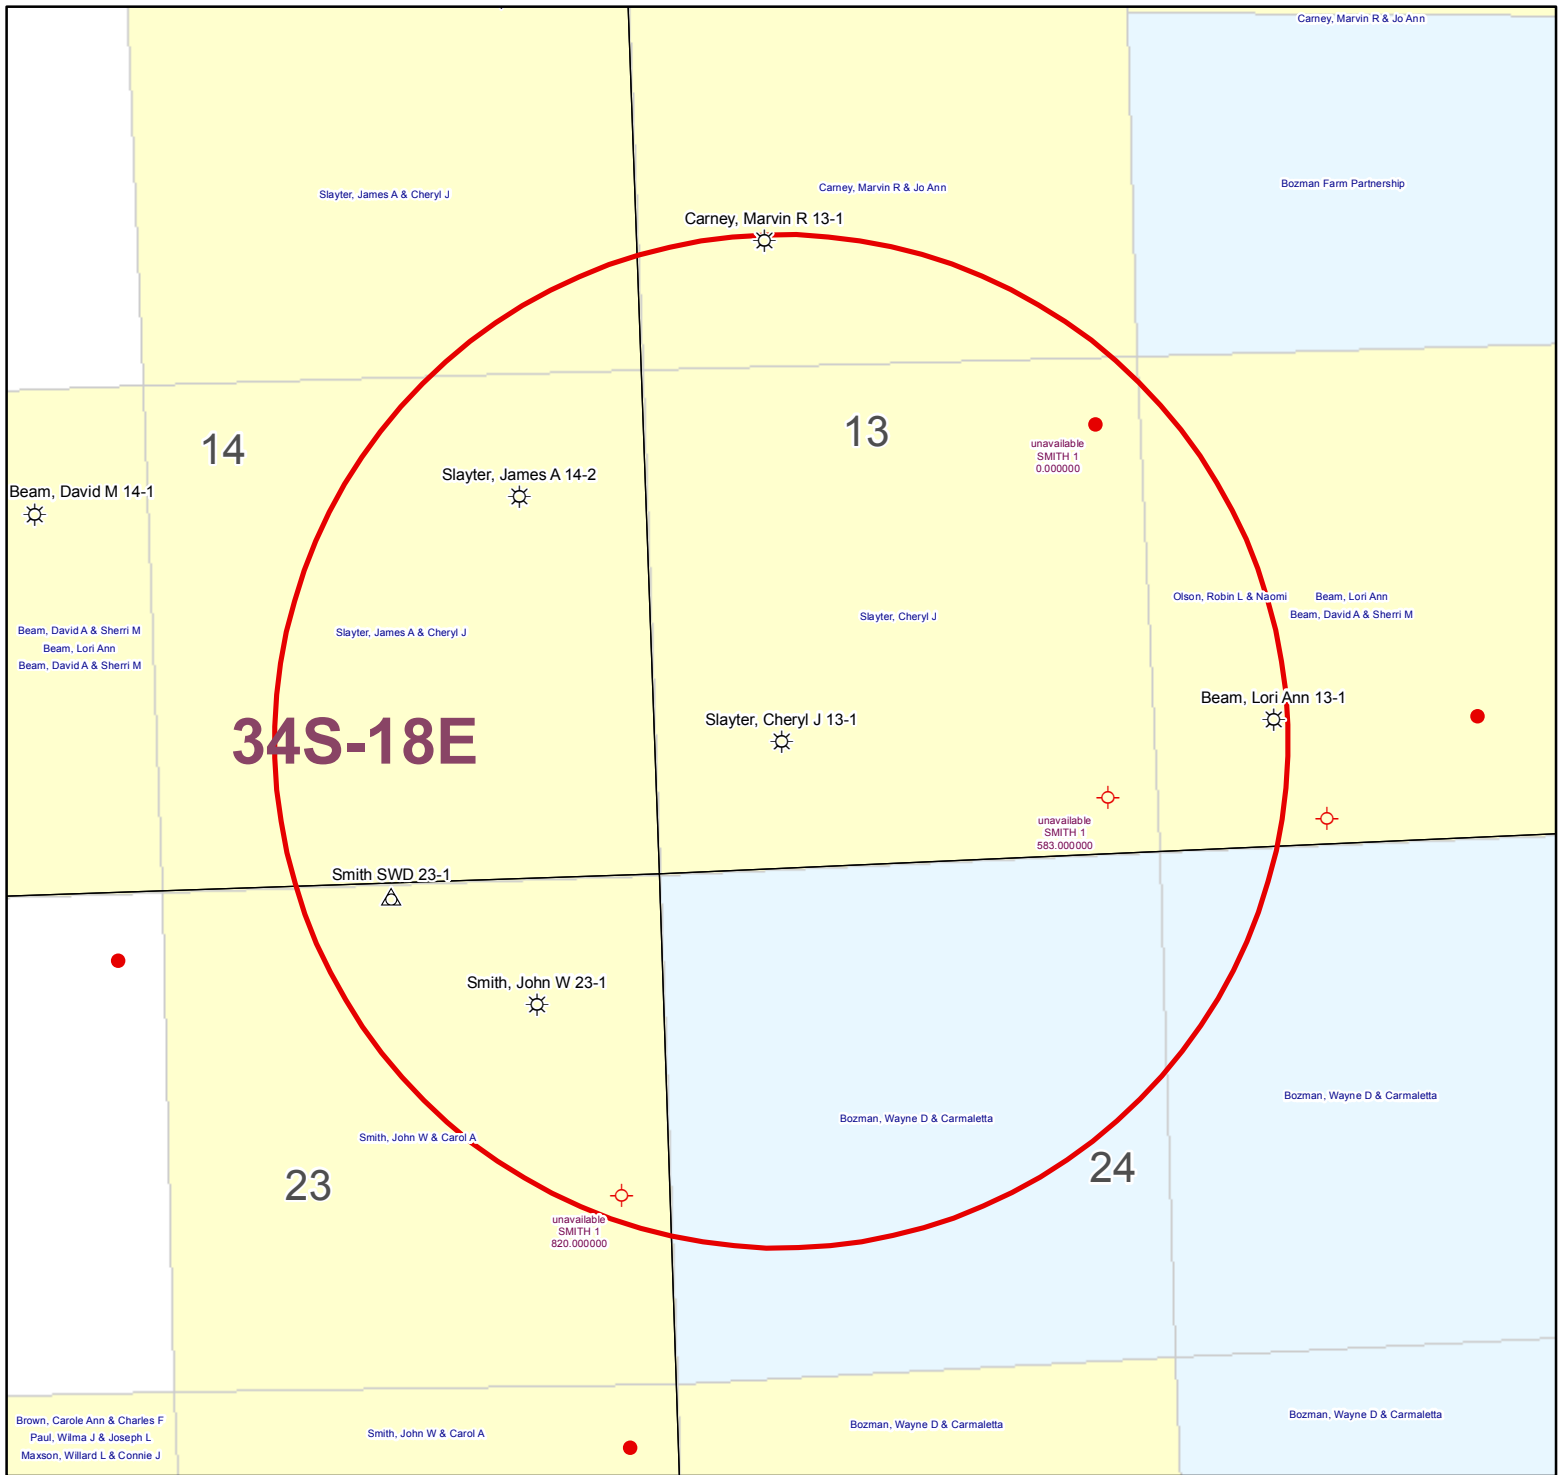 Carney, Marvin R & Jo Ann
Slayter, James A & Cheryl J
Carney, Marvin R & Jo Ann
Bozman Farm Partnership
Carney, Marvin R 13-1
14
13
unavailable
SMITH 1
0.000000
Beam, David M 14-1
Slayter, James A 14-2
Olson, Robin L & Naomi
Beam, Lori Ann
Beam, David A & Sherri M
Slayter, Cheryl J
Beam, David A & Sherri M
Beam, Lori Ann
Beam, David A & Sherri M
Slayter, James A & Cheryl J
34S-18E
Slayter, Cheryl J 13-1
Beam, Lori Ann 13-1
unavailable
SMITH 1
583.000000
Smith SWD 23-1
Smith, John W 23-1
Bozman, Wayne D & Carmaletta
Bozman, Wayne D & Carmaletta
Smith, John W & Carol A
23
24
unavailable
SMITH 1
820.000000
Brown, Carole Ann & Charles F
Paul, Wilma J & Joseph L
Maxson, Willard L & Connie J
Smith, John W & Carol A
Bozman, Wayne D & Carmaletta
Bozman, Wayne D & Carmaletta